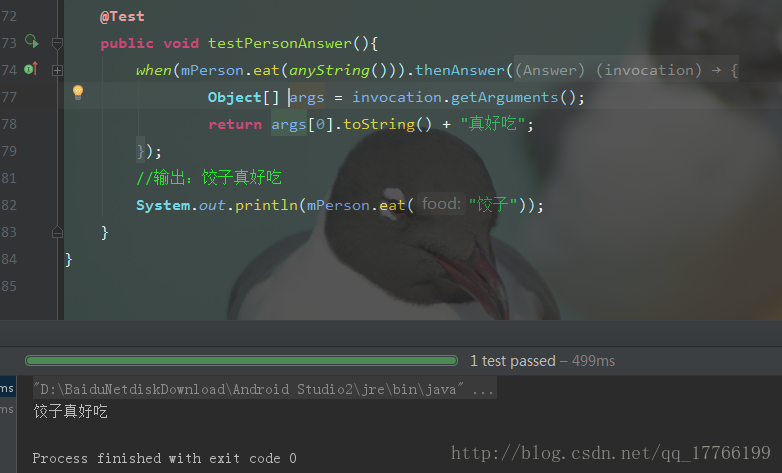 72 @Test
73 public void testPersonAnswer(){
74 when(mPerson.eat(anyString())).thenAnswer((Answer) (invocation) → {
77 Object[] args = invocation.getArguments();
78 return args[0].toString() + "真好吃";
79 });
81 //输出：饺子真好吃
82 System.out.println(mPerson.eat( food: "饺子"));
83 }
84 }
85
1 test passed – 499ms
ms "D:\BaiduNetdiskDownload\Android Studio2\jre\bin\java" ...
ms 饺子真好吃
Process finished with exit code 0
http://blog.csdn.net/qq_17766199